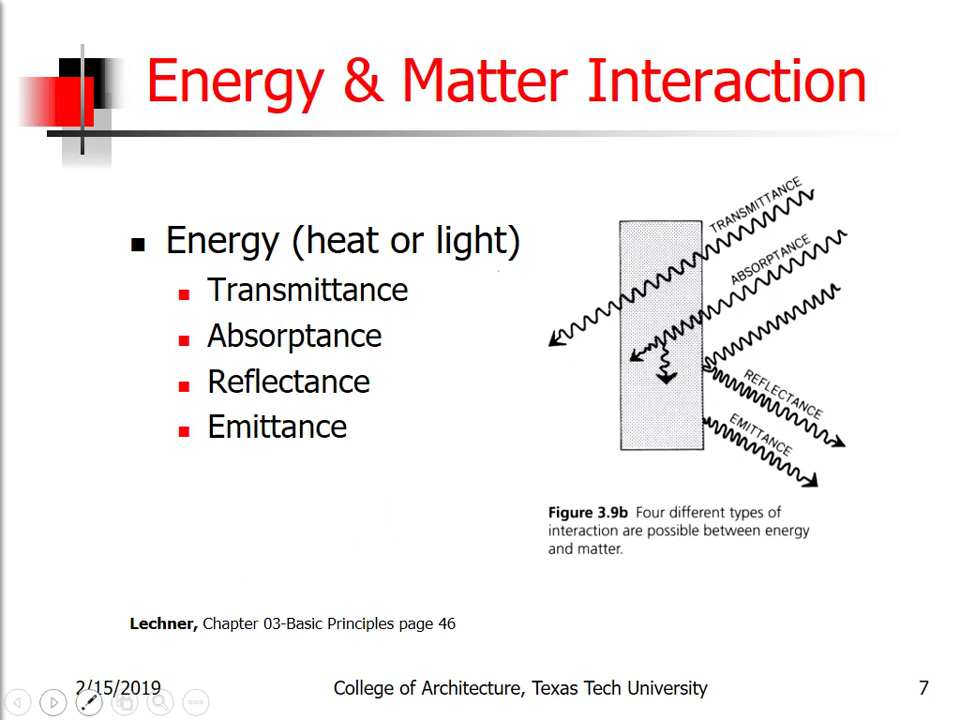 Energy & Matter Interaction
Energy (heat or light)
Transmittance
Absorptance
Reflectance
Emittance
TRANSMITTANCE
ABSORPTANCE
REFLECTANCE
EMITTANCE
Figure 3.9b Four different types of
interaction are possible between energy
and matter.
Lechner, Chapter 03-Basic Principles page 46
2/15/2019
College of Architecture, Texas Tech University
7